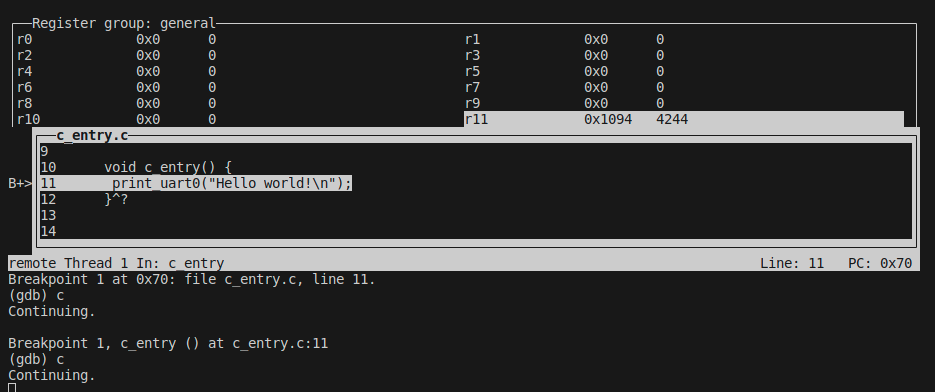 Register group: general
r0 0x0 0 r1 0x0 0
r2 0x0 0 r3 0x0 0
r4 0x0 0 r5 0x0 0
r6 0x0 0 r7 0x0 0
r8 0x0 0 r9 0x0 0
r10 0x0 0 r11 0x1094 4244
c_entry.c
9
10 void c_entry() {
B+> 11 print_uart0("Hello world!\n");
12 }^?
13
14
remote Thread 1 In: c_entry Line: 11 PC: 0x70
Breakpoint 1 at 0x70: file c_entry.c, line 11.
(gdb) c
Continuing.
Breakpoint 1, c_entry () at c_entry.c:11
(gdb) c
Continuing.